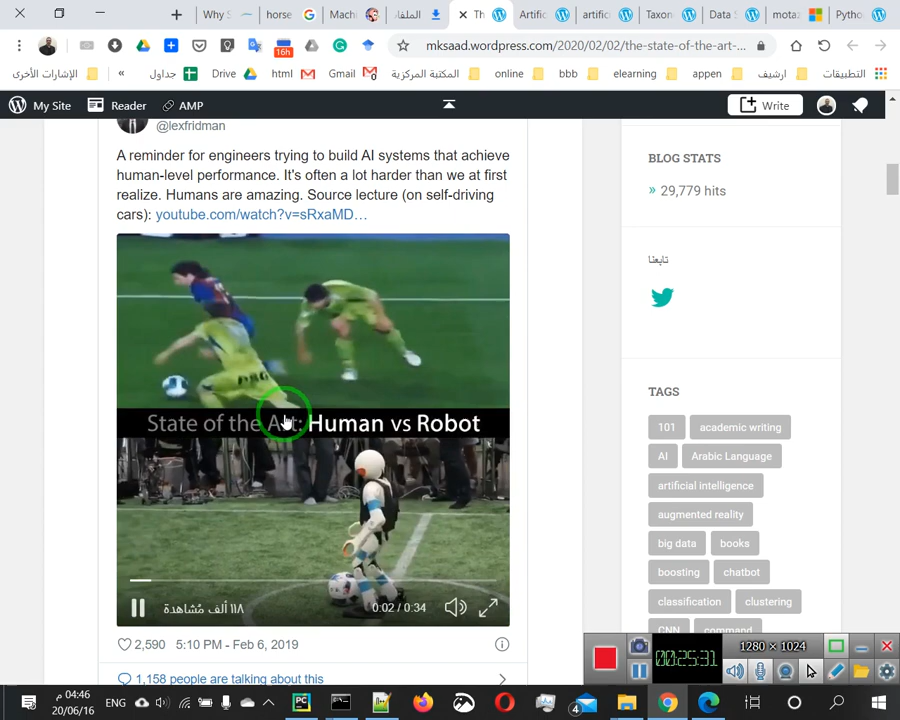 Why S
horse
Machi
الملفا
Th
Artific
artific
Taxon
Data S
mota
Python
16h
mksaad.wordpress.com/2020/02/02/the-state-of-the-art-...
الإشارات الأخرى
«
جداول
Drive
html
Gmail
المكتبة المركزية
online
bbb
elearning
appen
ارشيف
التطبيقات
My Site
Reader
AMP
Write
@lexfridman
A reminder for engineers trying to build AI systems that achieve
human-level performance. It's often a lot harder than we at first
realize. Humans are amazing. Source lecture (on self-driving
cars): youtube.com/watch?v=sRxaMD…
State of the Art: Human vs Robot
١١٨ ألف مُشاهدة
0:02 / 0:34
2,590 5:10 PM - Feb 6, 2019
1,158 people are talking about this
BLOG STATS
» 29,779 hits
تابعنا
TAGS
101
academic writing
AI
Arabic Language
artificial intelligence
augmented reality
big data
books
boosting
chatbot
classification
clustering
CNN
command
1280 × 1024
00:25:31
04:46 م
20/06/16
ENG
PC
4